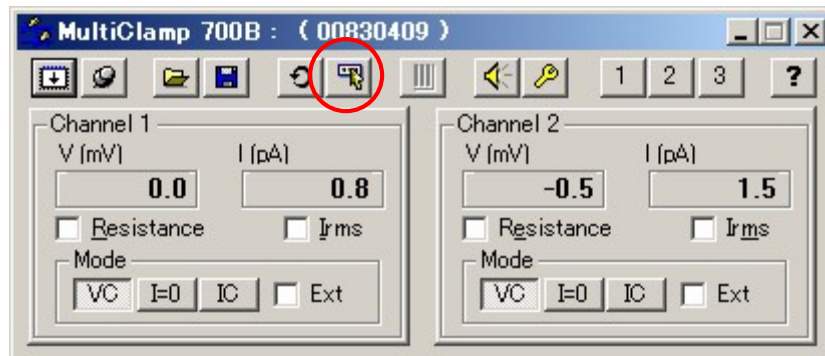 MultiClamp 700B : ( 00830409 )
1 2 3 ?
Channel 1
V (mV) I (pA)
0.0 0.8
Resistance Irms
Mode
VC I=0 IC Ext
Channel 2
V (mV) I (pA)
-0.5 1.5
Resistance Irms
Mode
VC I=0 IC Ext